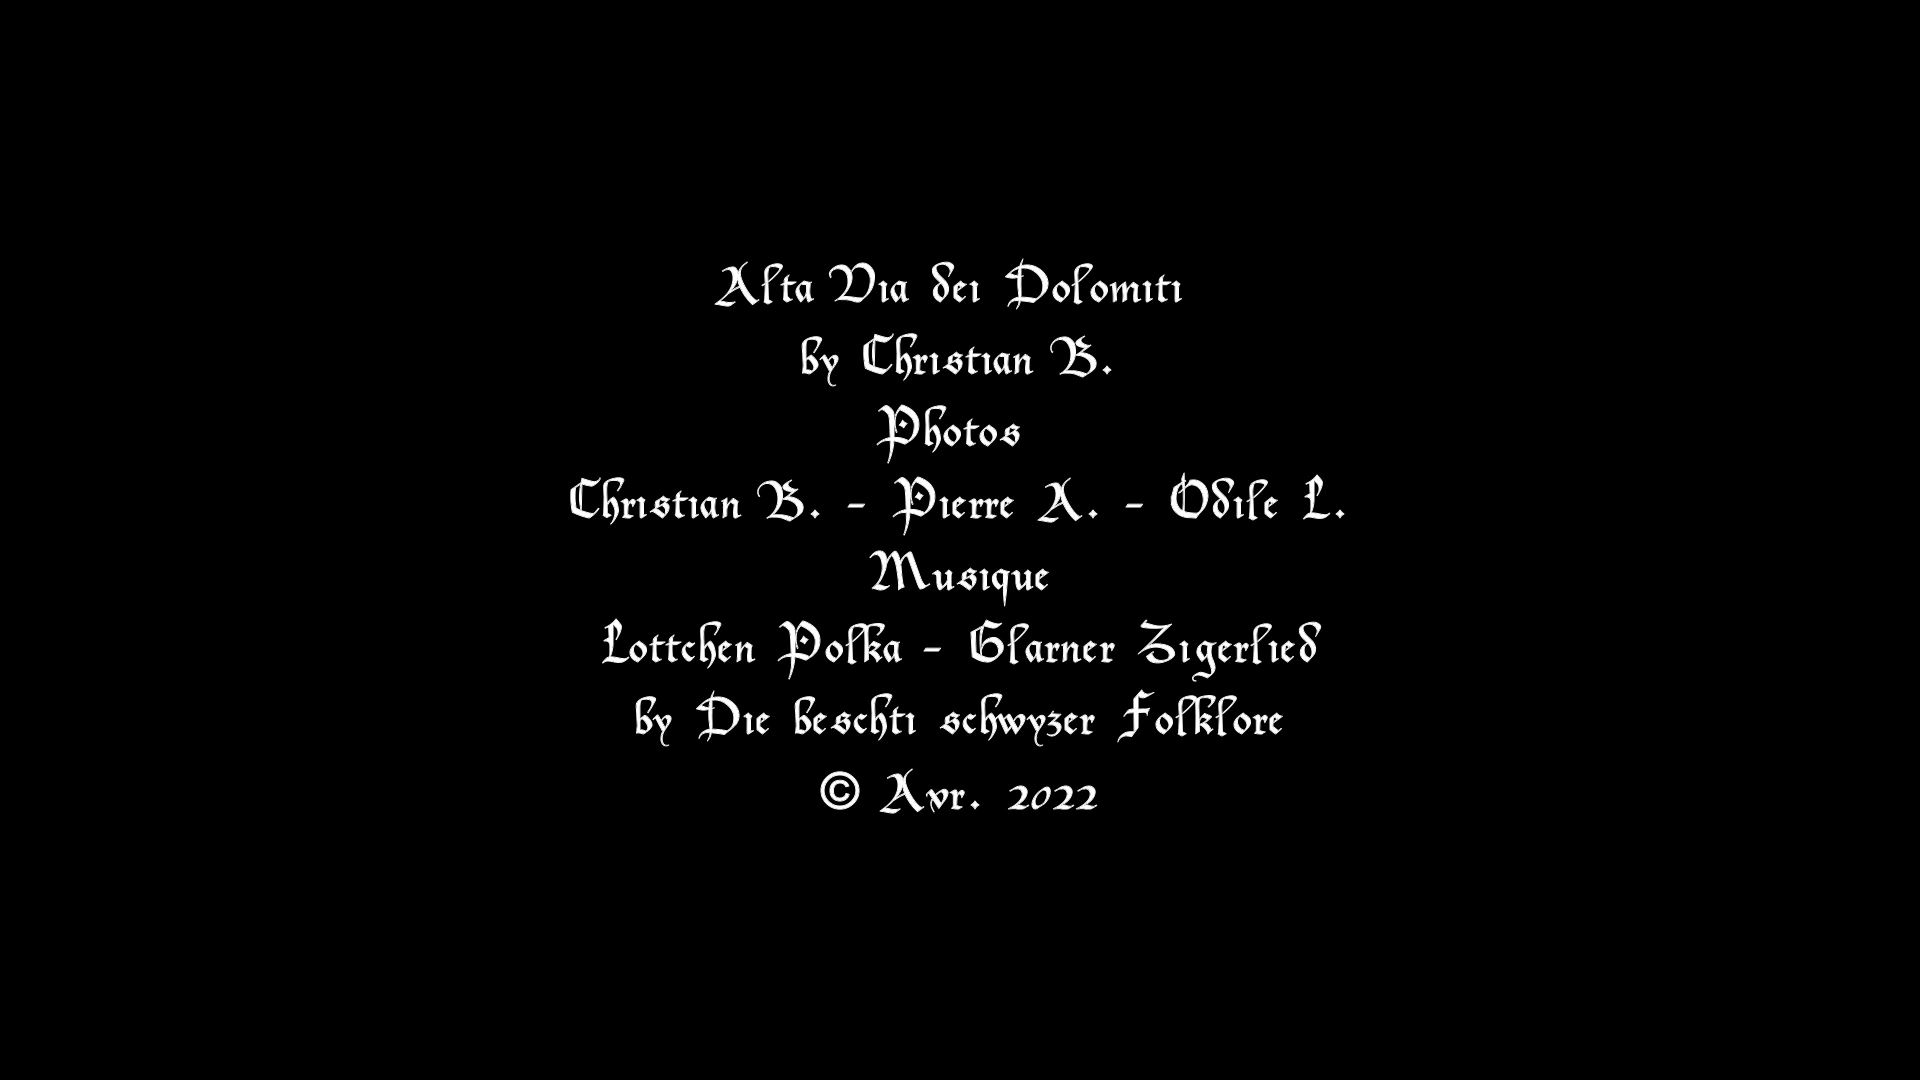 Alta Via dei Dolomiti
by Christian B.
Photos
Christian B. - Pierre A. - Odile L.
Musique
Lottchen Polka - Glarner Zigerlied
by Die beschti schwyzer Folklore
© Avr. 2022